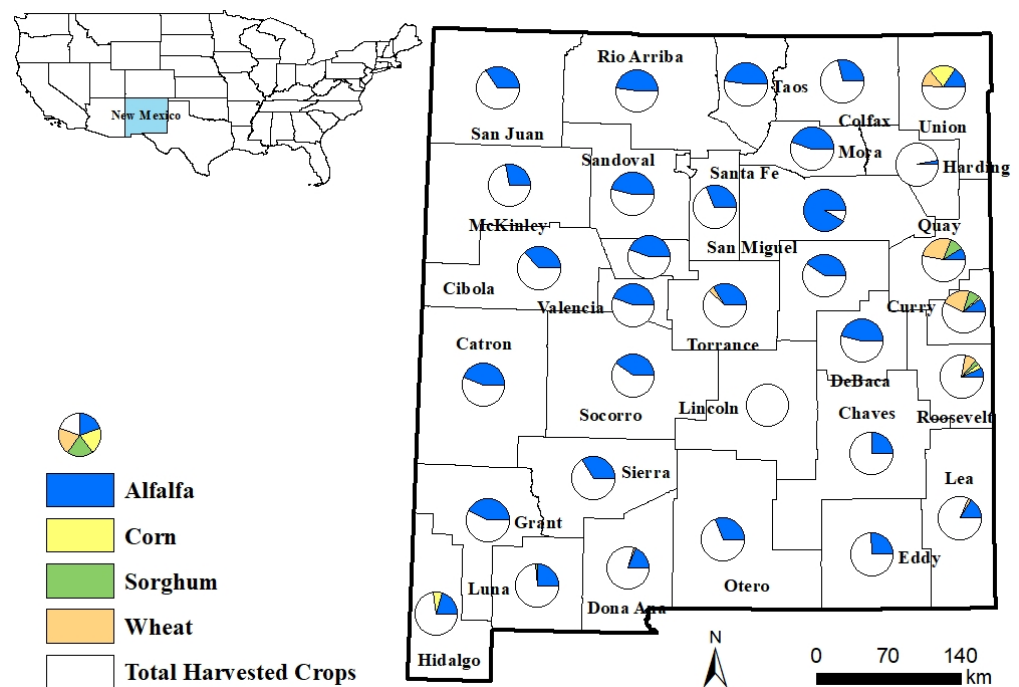 New Mexico
Rio Arriba
Taos
San Juan
Colfax
Union
Mora
Sandoval
Santa Fe
Harding
McKinley
Quay
San Miguel
Cibola
Valencia
Curry
Torrance
Catron
DeBaca
Socorro
Lincoln
Chaves
Roosevelt
Sierra
Lea
Grant
Eddy
Luna
Otero
Dona Ana
Hidalgo
Alfalfa
Corn
Sorghum
Wheat
Total Harvested Crops
N
0 70 140
km